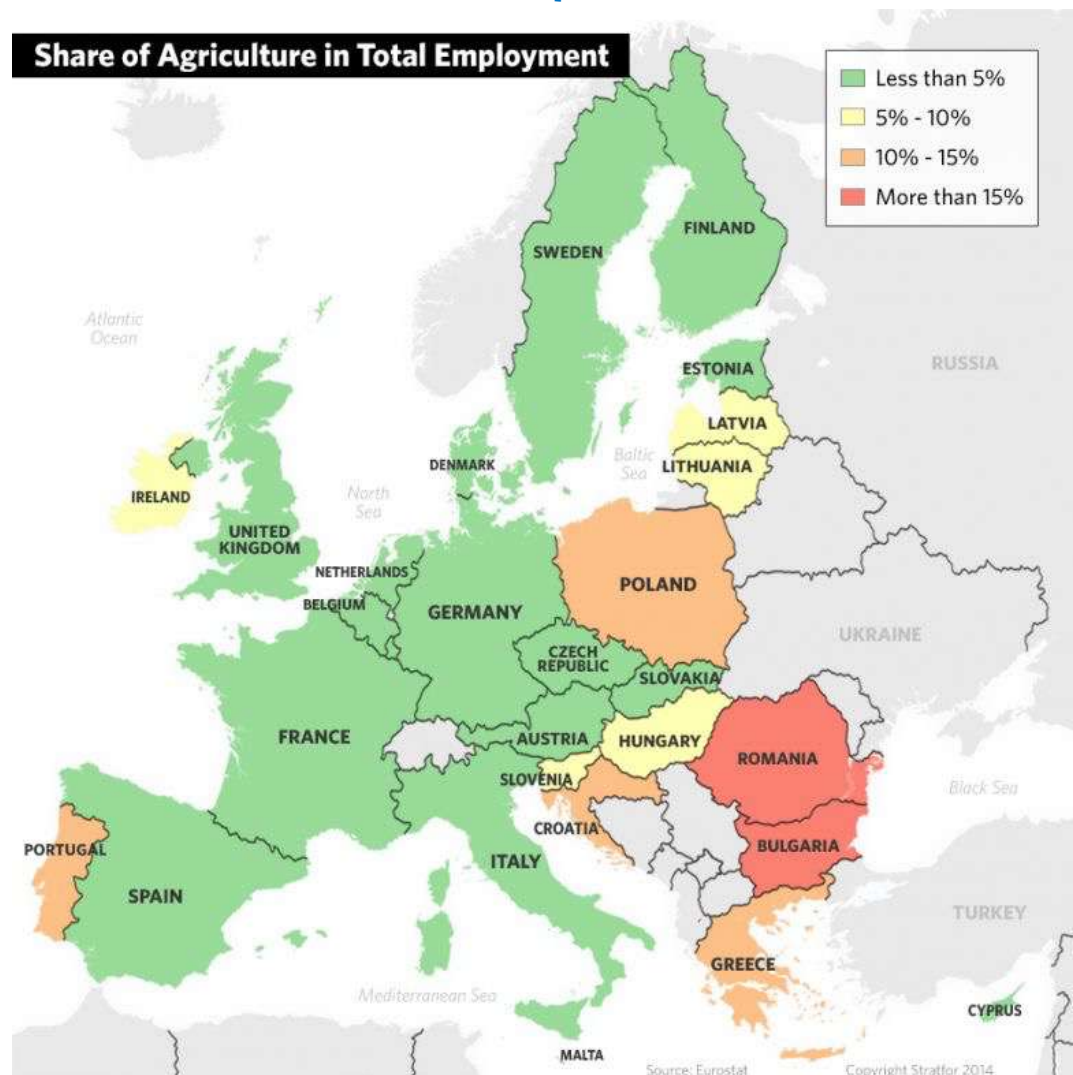 Share of Agriculture in Total Employment
Less than 5%
5% - 10%
10% - 15%
More than 15%
FINLAND
SWEDEN
Atlantic
Ocean
RUSSIA
ESTONIA
LATVIA
Baltic
Sea
LITHUANIA
DENMARK
North
Sea
IRELAND
UNITED
KINGDOM
NETHERLANDS
BELGIUM
GERMANY
POLAND
UKRAINE
CZECH
REPUBLIC
SLOVAKIA
FRANCE
AUSTRIA
HUNGARY
SLOVENIA
ROMANIA
Black Sea
CROATIA
BULGARIA
PORTUGAL
ITALY
SPAIN
TURKEY
GREECE
Mediterranean Sea
CYPRUS
MALTA
Source: Eurostat
Copyright Stratfor 2014